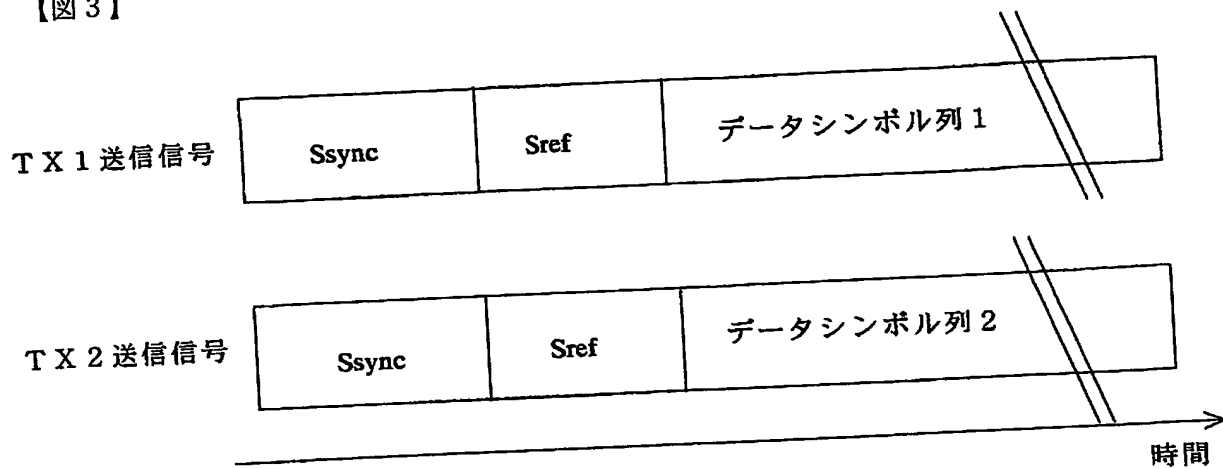 【図3】
TX1送信信号
Ssync
Sref
データシンボル列1
TX2送信信号
Ssync
Sref
データシンボル列2
時間